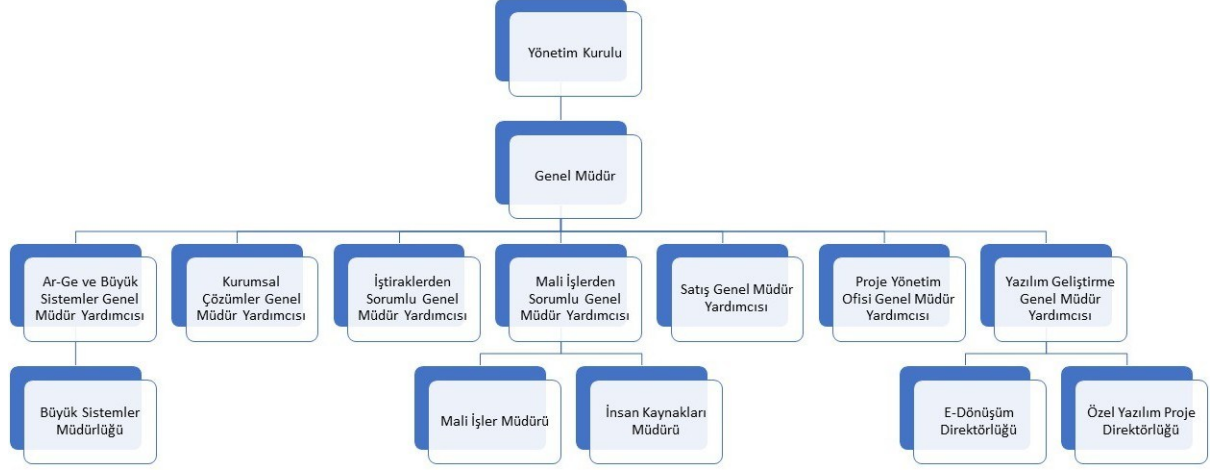 Yönetim Kurulu
Genel Müdür
Ar-Ge ve Büyük
Sistemler Genel
Müdür Yardımcısı
Kurumsal
Çözümler Genel
Müdür Yardımcısı
İştiraklerden
Sorumlu Genel
Müdür Yardımcısı
Mali İşlerden
Sorumlu Genel
Müdür Yardımcısı
Satış Genel Müdür
Yardımcısı
Proje Yönetim
Ofisi Genel Müdür
Yardımcısı
Yazılım Geliştirme
Genel Müdür
Yardımcısı
Büyük Sistemler
Müdürlüğü
Mali İşler Müdürü
İnsan Kaynakları
Müdürü
E-Dönüşüm
Direktörlüğü
Özel Yazılım Proje
Direktörlüğü